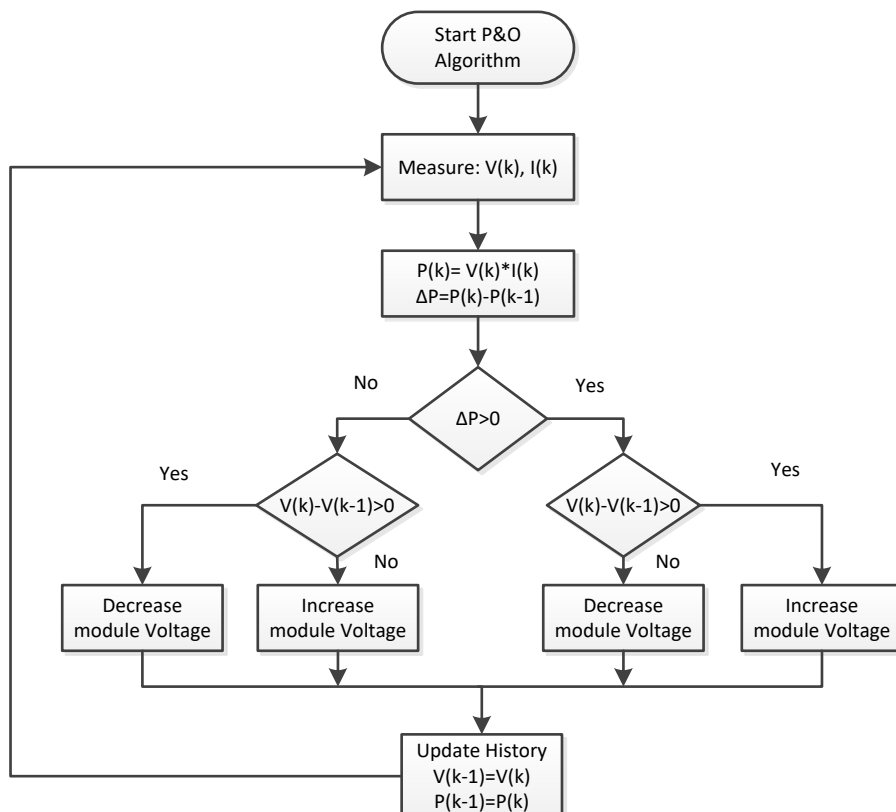 Start P&O
Algorithm
Measure: V(k), I(k)
P(k)= V(k)*I(k)
ΔP=P(k)-P(k-1)
No
Yes
ΔP>0
Yes
Yes
V(k)-V(k-1)>0
V(k)-V(k-1)>0
No
No
Decrease
module Voltage
Increase
module Voltage
Decrease
module Voltage
Increase
module Voltage
Update History
V(k-1)=V(k)
P(k-1)=P(k)